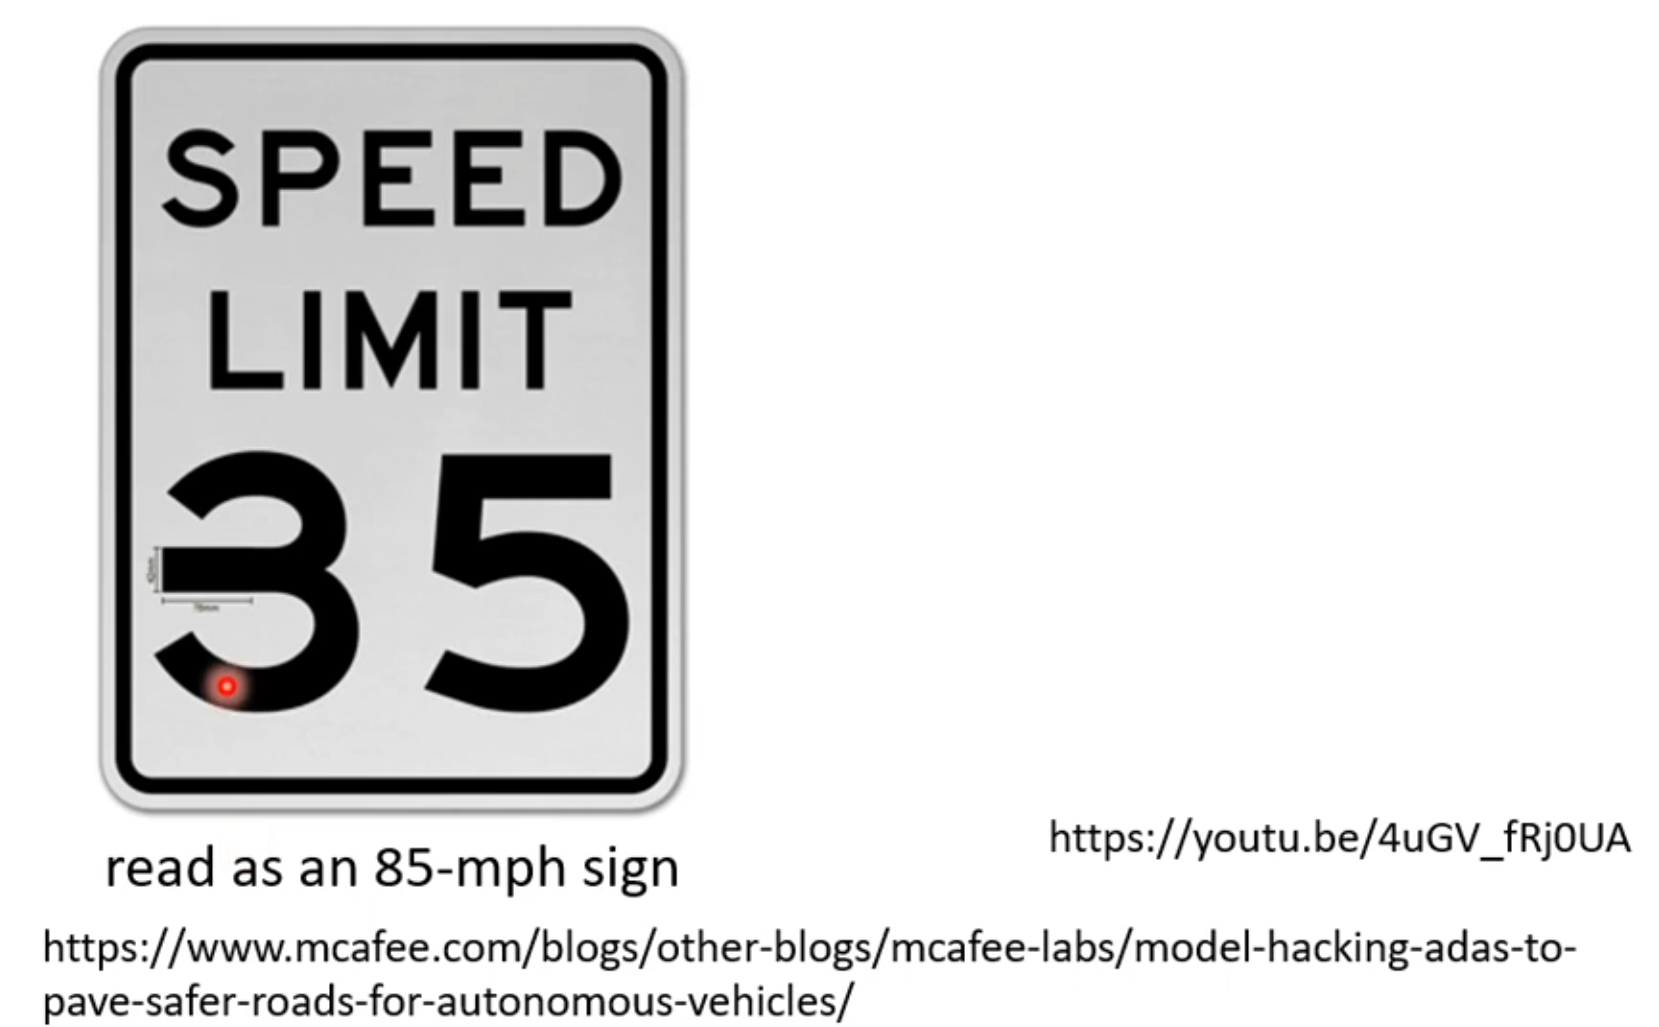 SPEED
LIMIT
35
read as an 85-mph sign
https://youtu.be/4uGV_fRj0UA
https://www.mcafee.com/blogs/other-blogs/mcafee-labs/model-hacking-adas-to-
pave-safer-roads-for-autonomous-vehicles/